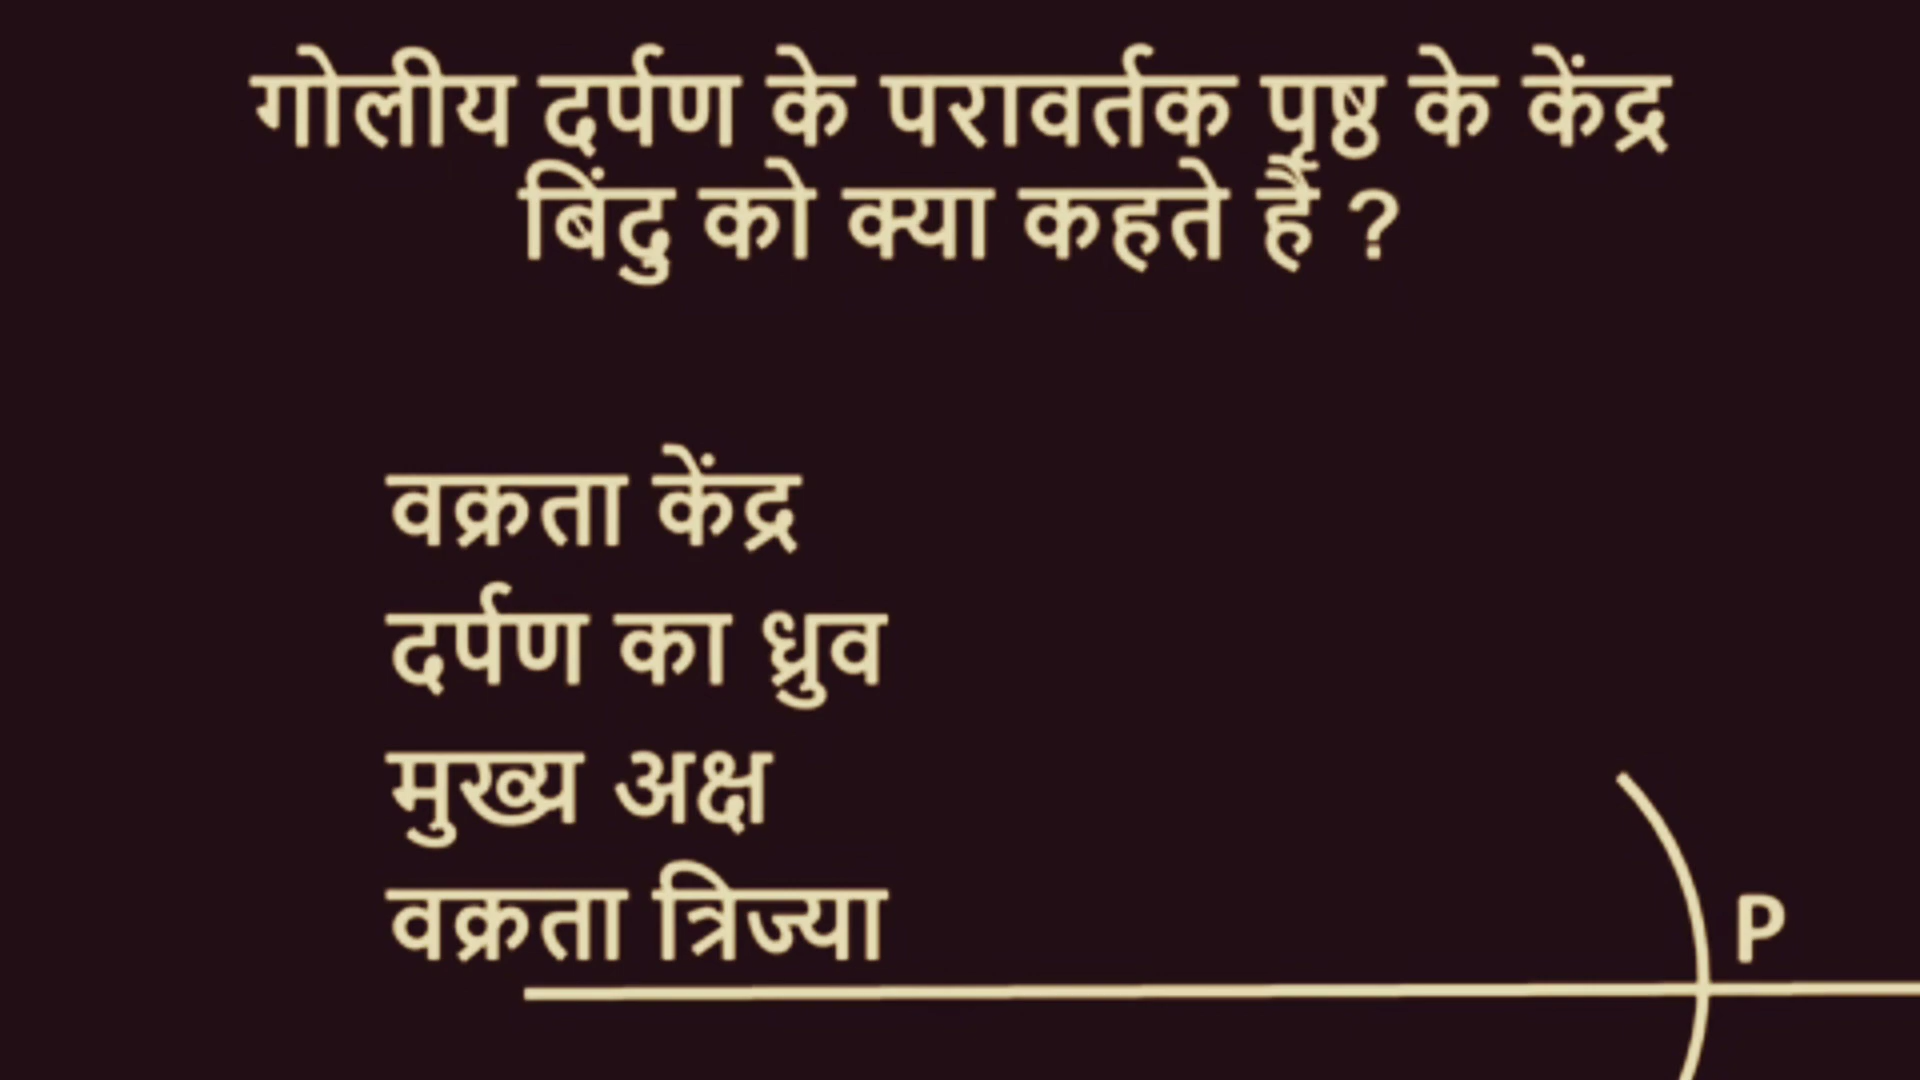 गोलीय दर्पण के परावर्तक पृष्ठ के केंद्र
बिंदु को क्या कहते हैं ?
वक्रता केंद्र
दर्पण का ध्रुव
मुख्य अक्ष
वक्रता त्रिज्या
P